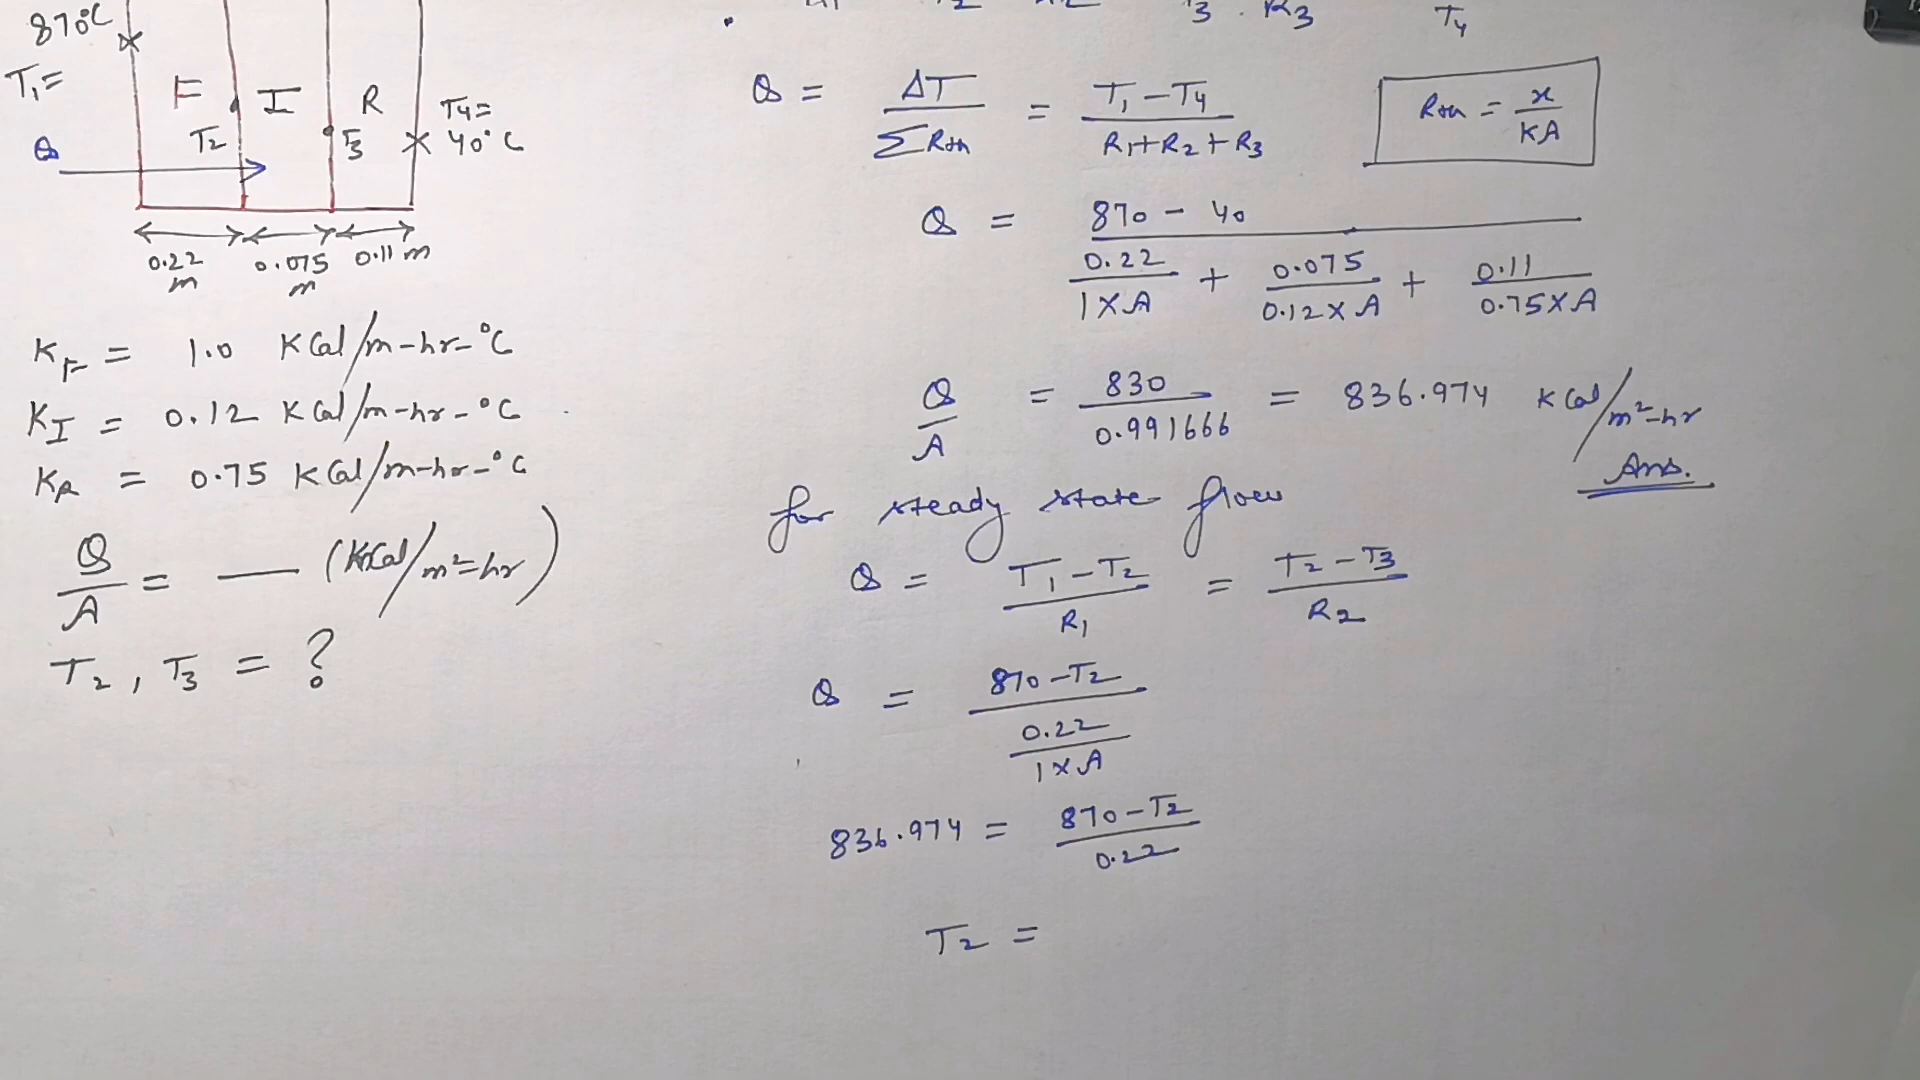 870°C
T₁ =
F I R
T₂ T₃
T₄ =
40°C
Q
0.22 m 0.075 m 0.11 m
K_F = 1.0 KCal/m-hr-°C
K_I = 0.12 KCal/m-hr-°C
K_R = 0.75 KCal/m-hr-°C
Q/A = — (KCal/m²-hr)
T₂, T₃ = ?
3 . R₃ T₄
Q = ΔT/ΣRth = (T₁ - T₄)/(R₁ + R₂ + R₃)
Rth = x/KA
Q = (870 - 40)/(0.22/(1×A) + 0.075/(0.12×A) + 0.11/(0.75×A))
Q/A = 830/0.991666 = 836.974 KCal/m²-hr
Ans.
for steady state flow
Q = (T₁ - T₂)/R₁ = (T₂ - T₃)/R₂
Q = (870 - T₂)/(0.22/(1×A))
836.974 = (870 - T₂)/0.22
T₂ =